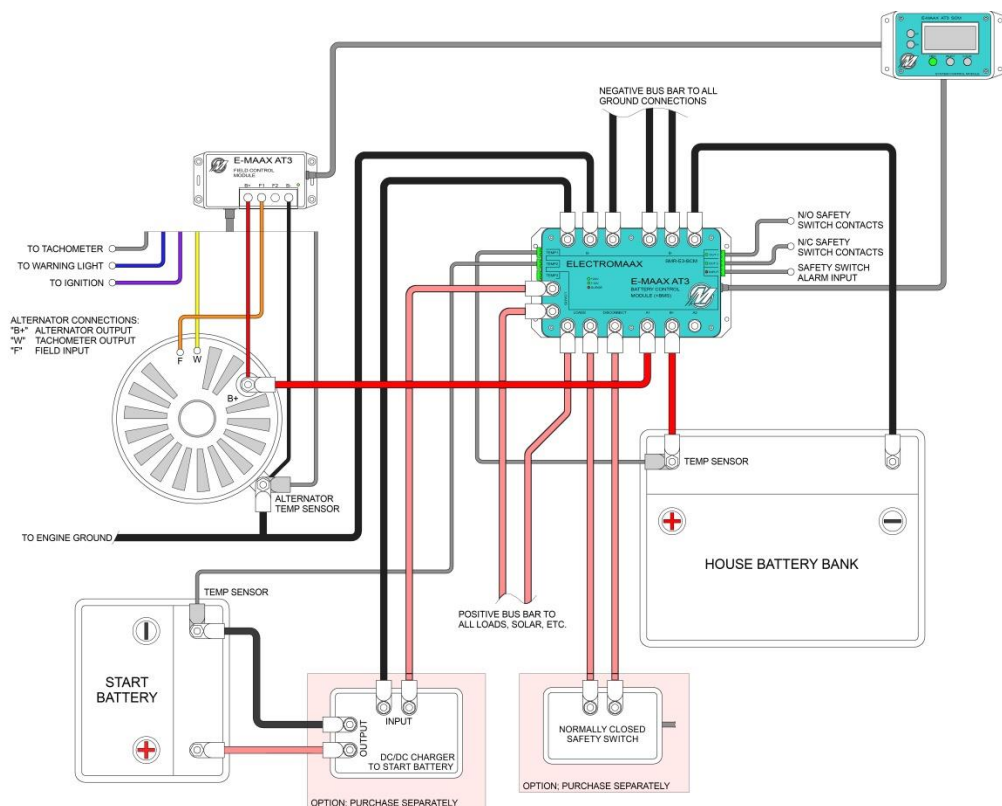 E-MAAX AT3 BCM
SYSTEM CONTROL MODULE
NEGATIVE BUS BAR TO ALL
GROUND CONNECTIONS
E-MAAX AT3
FIELD CONTROL
MODULE
B+ F1 F2 B-
TO TACHOMETER
TO WARNING LIGHT
TO IGNITION
N/O SAFETY
SWITCH CONTACTS
N/C SAFETY
SWITCH CONTACTS
SAFETY SWITCH
ALARM INPUT
TEMP1
TEMP2
ELECTROMAAX
E-MAAX AT3
BATTERY CONTROL
LOADS DISCONNECT
ALTERNATOR CONNECTIONS:
"B+" ALTERNATOR OUTPUT
"W" TACHOMETER OUTPUT
"F" FIELD INPUT
F W
B+
ALTERNATOR
TEMP SENSOR
TO ENGINE GROUND
TEMP SENSOR
HOUSE BATTERY BANK
TEMP SENSOR
START
BATTERY
POSITIVE BUS BAR TO
ALL LOADS, SOLAR, ETC.
INPUT
OUTPUT
DC/DC CHARGER
TO START BATTERY
OPTION; PURCHASE SEPARATELY
NORMALLY CLOSED
SAFETY SWITCH
OPTION; PURCHASE SEPARATELY